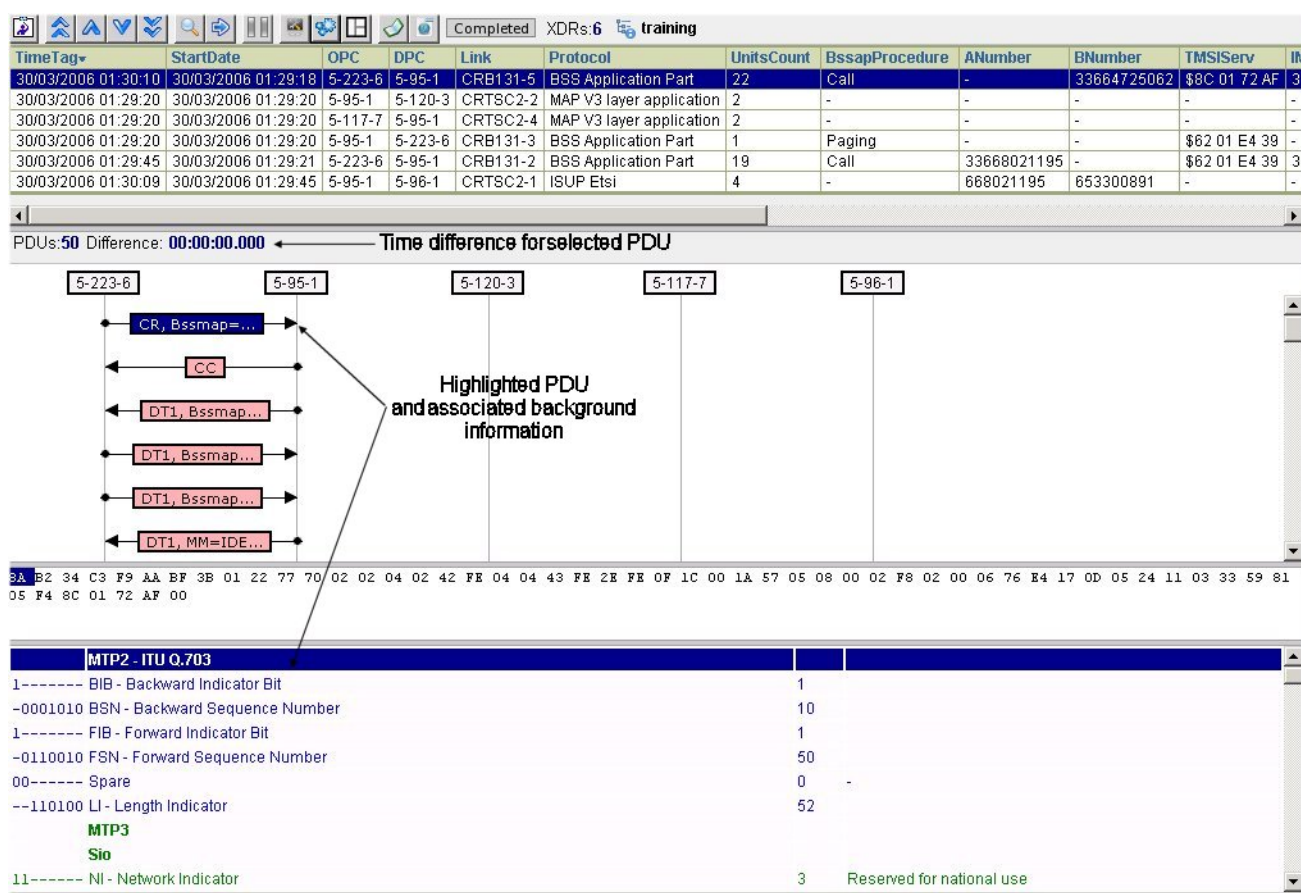 Completed XDRs:6 training
TimeTag StartDate OPC DPC Link Protocol UnitsCount BssapProcedure ANumber BNumber TMSIServ
30/03/2006 01:30:10 30/03/2006 01:29:18 5-223-6 5-95-1 CRB131-5 BSS Application Part 22 Call - 33664725062 $8C 01 72 AF 3
30/03/2006 01:29:20 30/03/2006 01:29:20 5-95-1 5-120-3 CRTSC2-2 MAP V3 layer application 2 - - - - -
30/03/2006 01:29:20 30/03/2006 01:29:20 5-117-7 5-95-1 CRTSC2-4 MAP V3 layer application 2 - - - - -
30/03/2006 01:29:20 30/03/2006 01:29:20 5-95-1 5-223-6 CRB131-3 BSS Application Part 1 Paging - - $62 01 E4 39 -
30/03/2006 01:29:45 30/03/2006 01:29:21 5-223-6 5-95-1 CRB131-2 BSS Application Part 19 Call 33668021195 - $62 01 E4 39 3
30/03/2006 01:30:09 30/03/2006 01:29:45 5-95-1 5-96-1 CRTSC2-1 ISUP Etsi 4 - 668021195 653300891 - -
PDUs:50 Difference: 00:00:00.000 Time difference forselected PDU
5-223-6 5-95-1 5-120-3 5-117-7 5-96-1
CR, Bssmap=...
CC
DT1, Bssmap...
DT1, Bssmap...
DT1, Bssmap...
DT1, MM=IDE...
Highlighted PDU
and associated background
information
8A B2 34 C3 F9 AA BF 3B 01 22 77 70 02 02 04 02 42 FE 04 04 43 FE 2E FE 0F 1C 00 1A 57 05 08 00 02 F8 02 00 06 76 E4 17 0D 05 24 11 03 33 59 81
05 F4 8C 01 72 AF 00
MTP2 - ITU Q.703
1------- BIB - Backward Indicator Bit 1
-0001010 BSN - Backward Sequence Number 10
1------- FIB - Forward Indicator Bit 1
-0110010 FSN - Forward Sequence Number 50
00------ Spare 0 -
--110100 LI - Length Indicator 52
MTP3
Sio
11------ NI - Network Indicator 3 Reserved for national use